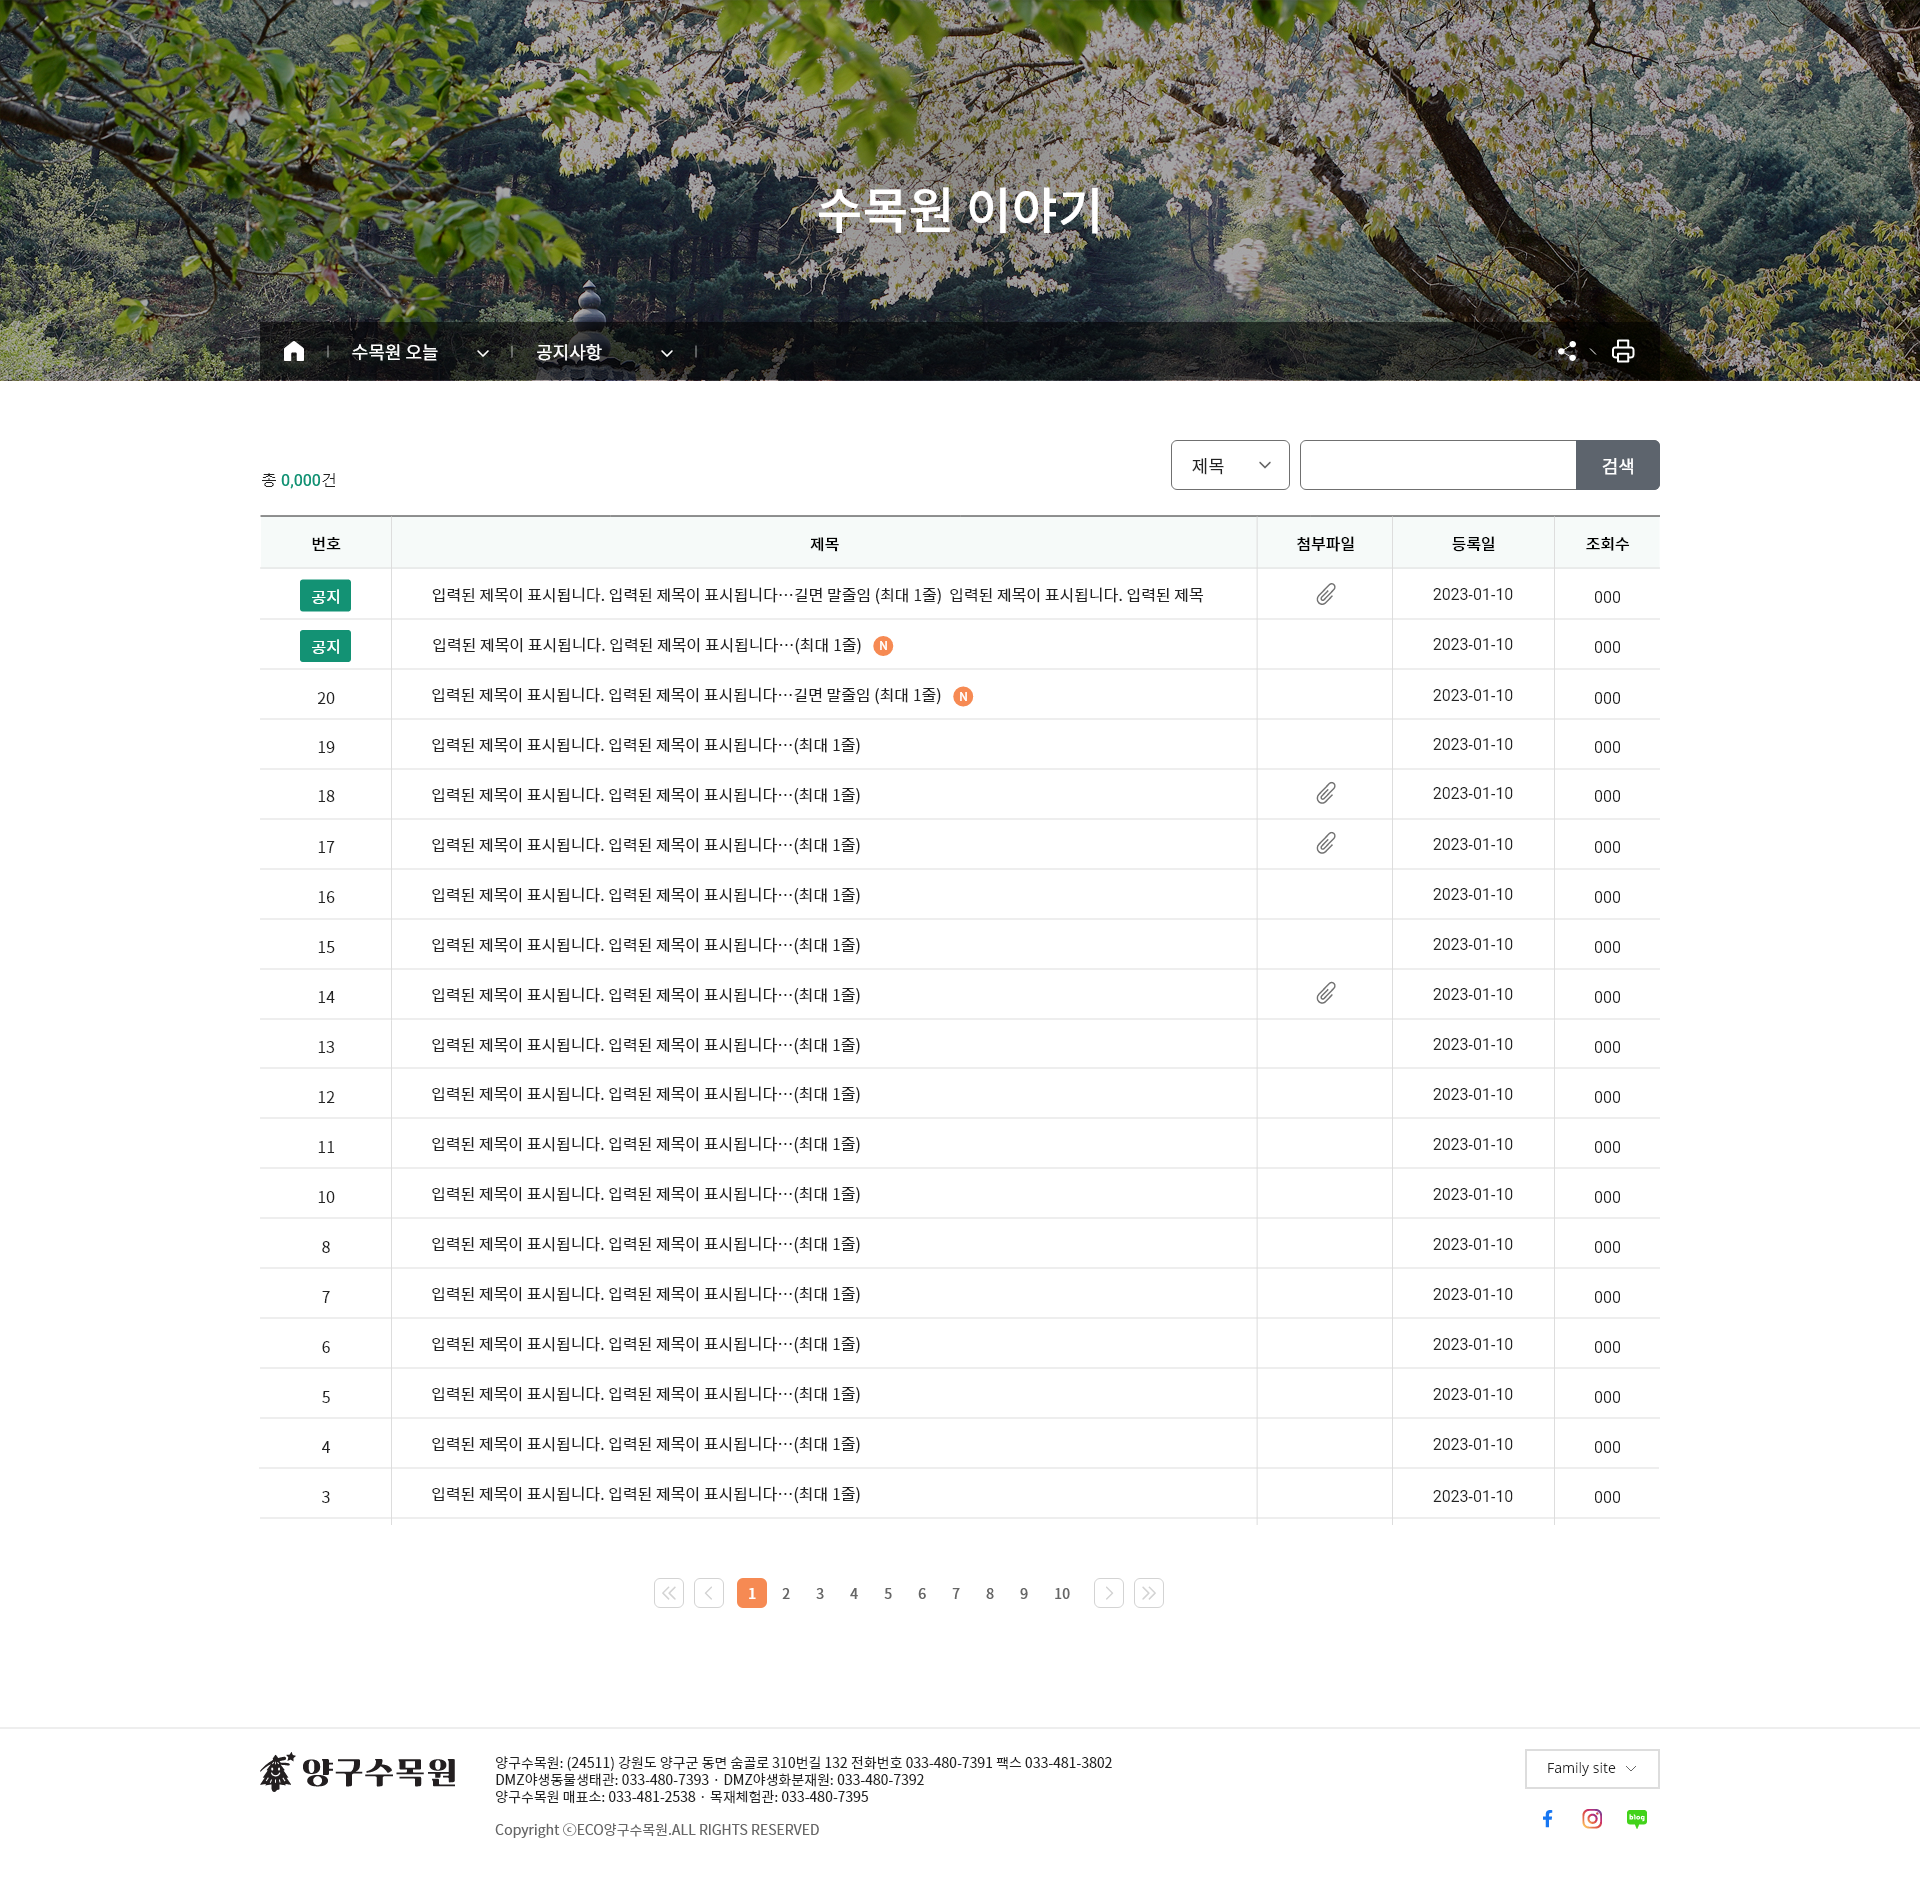 수목원 이야기
수목원 오늘 공지사항
총 0,000건 제목 검색
번호 제목 첨부파일 등록일 조회수
공지 입력된 제목이 표시됩니다. 입력된 제목이 표시됩니다···길면 말줄임 (최대 1줄) 입력된 제목이 표시됩니다. 입력된 제목 2023-01-10 000
공지 입력된 제목이 표시됩니다. 입력된 제목이 표시됩니다···(최대 1줄) N 2023-01-10 000
20 입력된 제목이 표시됩니다. 입력된 제목이 표시됩니다···길면 말줄임 (최대 1줄) N 2023-01-10 000
19 입력된 제목이 표시됩니다. 입력된 제목이 표시됩니다···(최대 1줄) 2023-01-10 000
18 입력된 제목이 표시됩니다. 입력된 제목이 표시됩니다···(최대 1줄) 2023-01-10 000
17 입력된 제목이 표시됩니다. 입력된 제목이 표시됩니다···(최대 1줄) 2023-01-10 000
16 입력된 제목이 표시됩니다. 입력된 제목이 표시됩니다···(최대 1줄) 2023-01-10 000
15 입력된 제목이 표시됩니다. 입력된 제목이 표시됩니다···(최대 1줄) 2023-01-10 000
14 입력된 제목이 표시됩니다. 입력된 제목이 표시됩니다···(최대 1줄) 2023-01-10 000
13 입력된 제목이 표시됩니다. 입력된 제목이 표시됩니다···(최대 1줄) 2023-01-10 000
12 입력된 제목이 표시됩니다. 입력된 제목이 표시됩니다···(최대 1줄) 2023-01-10 000
11 입력된 제목이 표시됩니다. 입력된 제목이 표시됩니다···(최대 1줄) 2023-01-10 000
10 입력된 제목이 표시됩니다. 입력된 제목이 표시됩니다···(최대 1줄) 2023-01-10 000
8 입력된 제목이 표시됩니다. 입력된 제목이 표시됩니다···(최대 1줄) 2023-01-10 000
7 입력된 제목이 표시됩니다. 입력된 제목이 표시됩니다···(최대 1줄) 2023-01-10 000
6 입력된 제목이 표시됩니다. 입력된 제목이 표시됩니다···(최대 1줄) 2023-01-10 000
5 입력된 제목이 표시됩니다. 입력된 제목이 표시됩니다···(최대 1줄) 2023-01-10 000
4 입력된 제목이 표시됩니다. 입력된 제목이 표시됩니다···(최대 1줄) 2023-01-10 000
3 입력된 제목이 표시됩니다. 입력된 제목이 표시됩니다···(최대 1줄) 2023-01-10 000
1 2 3 4 5 6 7 8 9 10
양구수목원
양구수목원: (24511) 강원도 양구군 동면 숨골로 310번길 132 전화번호 033-480-7391 팩스 033-481-3802
DMZ야생동물생태관: 033-480-7393 · DMZ야생화분재원: 033-480-7392
양구수목원 매표소: 033-481-2538 · 목재체험관: 033-480-7395
Copyright ⓒECO양구수목원.ALL RIGHTS RESERVED
Family site
blog